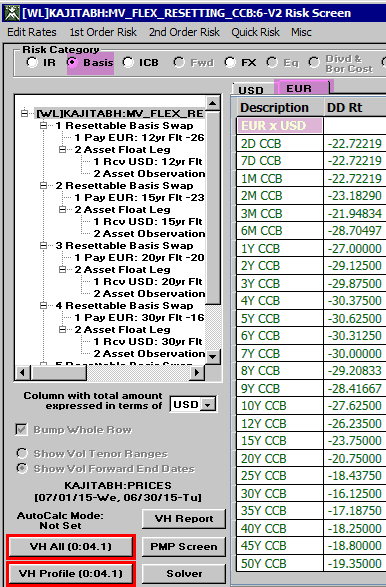 [WL]KAJITABH:MV_FLEX_RESETTING_CCB:6-V2 Risk Screen
Edit Rates 1st Order Risk 2nd Order Risk Quick Risk Misc
Risk Category
IR Basis ICB Fwd FX Eq Divid & Bor Cost
USD EUR
[WL]KAJITABH:MV_FLEX_RE
1 Resettable Basis Swap
1 Pay EUR: 12yr Flt -26
2 Asset Float Leg
1 Rcv USD: 12yr Flt
2 Asset Observation
2 Resettable Basis Swap
1 Pay EUR: 15yr Flt -23
2 Asset Float Leg
1 Rcv USD: 15yr Flt
2 Asset Observation
3 Resettable Basis Swap
1 Pay EUR: 20yr Flt -20
2 Asset Float Leg
1 Rcv USD: 20yr Flt
2 Asset Observation
4 Resettable Basis Swap
1 Pay EUR: 30yr Flt -16
2 Asset Float Leg
1 Rcv USD: 30yr Flt
2 Asset Observation
Column with total amount
expressed in terms of USD
Bump Whole Row
Show Vol Tenor Ranges
Show Vol Forward End Dates
KAJITABH:PRICES
[07/01/15-We, 06/30/15-Tu]
AutoCalc Mode:
Not Set
VH Report
VH All (0:04.1) PMP Screen
VH Profile (0:04.1) Solver
Description DD Rt
EUR x USD
2D CCB -22.72219
7D CCB -22.72219
1M CCB -22.72219
2M CCB -23.18290
3M CCB -21.94834
6M CCB -28.70497
1Y CCB -27.00000
2Y CCB -29.12500
3Y CCB -29.87500
4Y CCB -30.37500
5Y CCB -30.62500
6Y CCB -30.31250
7Y CCB -30.00000
8Y CCB -29.20833
9Y CCB -28.41667
10Y CCB -27.62500
12Y CCB -26.23500
15Y CCB -23.75000
20Y CCB -20.75000
25Y CCB -18.43750
30Y CCB -16.12500
35Y CCB -17.18750
40Y CCB -18.25000
45Y CCB -18.80000
50Y CCB -19.35000